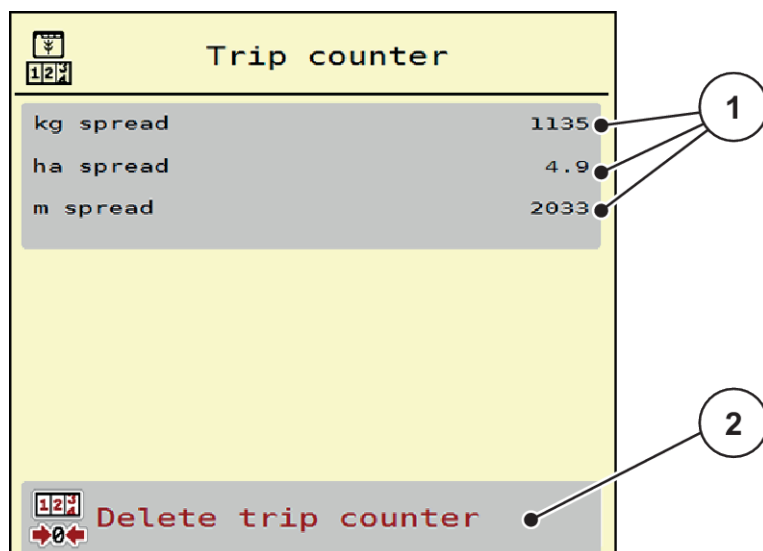 Trip counter
kg spread 1135
ha spread 4.9
m spread 2033
1
Delete trip counter
2